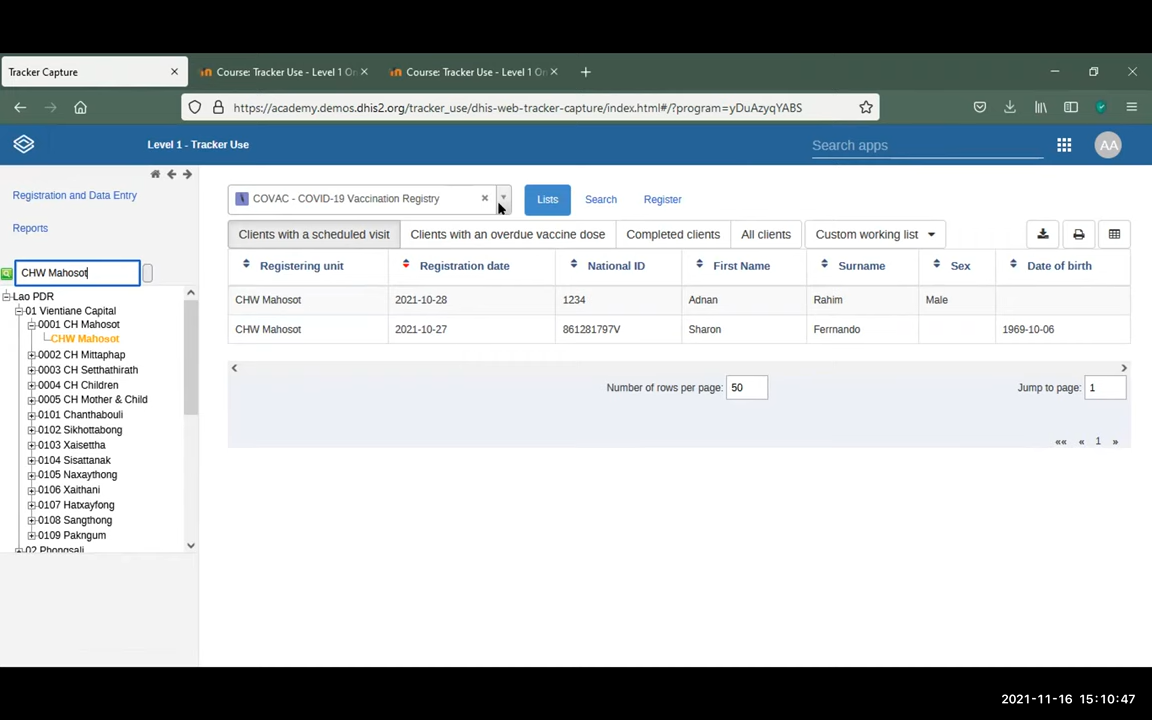 Tracker Capture
Course: Tracker Use - Level 1 Or
Course: Tracker Use - Level 1 On
https://academy.demos.dhis2.org/tracker_use/dhis-web-tracker-capture/index.html#/?program=yDuAzyqYABS
Level 1 - Tracker Use
Search apps
AA
Registration and Data Entry
Reports
CHW Mahosot
Lao PDR
01 Vientiane Capital
0001 CH Mahosot
CHW Mahosot
0002 CH Mittaphap
0003 CH Setthathirath
0004 CH Children
0005 CH Mother & Child
0101 Chanthabouli
0102 Sikhottabong
0103 Xaisettha
0104 Sisattanak
0105 Naxaythong
0106 Xaithani
0107 Hatxayfong
0108 Sangthong
0109 Pakngum
02 Phongsali
COVAC - COVID-19 Vaccination Registry
Lists
Search
Register
Clients with a scheduled visit
Clients with an overdue vaccine dose
Completed clients
All clients
Custom working list
Registering unit Registration date National ID First Name Surname Sex Date of birth
CHW Mahosot 2021-10-28 1234 Adnan Rahim Male
CHW Mahosot 2021-10-27 861281797V Sharon Fernando 1969-10-06
Number of rows per page: 50
Jump to page: 1
«« « 1 »
2021-11-16 15:10:47